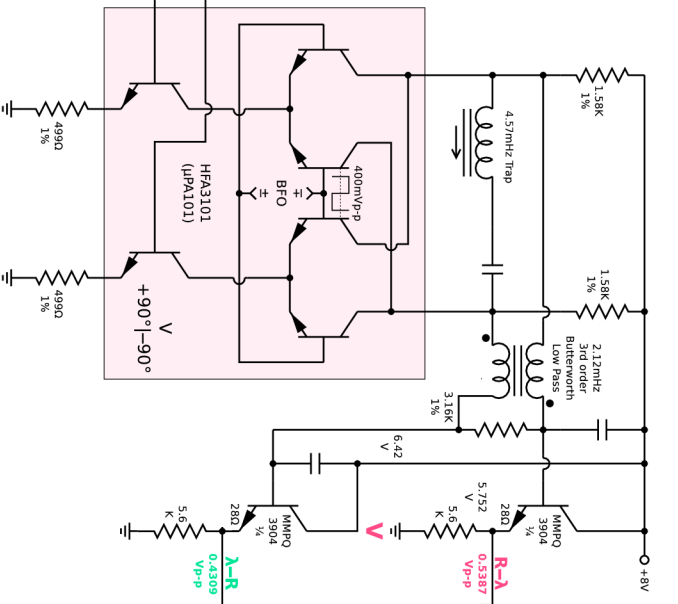 499Ω
1%
HFA3101
(µPA101)
BFO
±
∓
400mVp-p
4.57mHz Trap
1.58K
1%
499Ω
1%
V
+90°|−90°
1.58K
1%
2.12mHz
Butterworth
3rd order
Low Pass
3.16K
1%
6.42
V
5.752
V
28Ω
MMPQ
3904
¼
5.6
K
28Ω
MMPQ
3904
¼
5.6
K
V
+8V
λ−R
0.4309
Vp-p
R−λ
0.5387
Vp-p